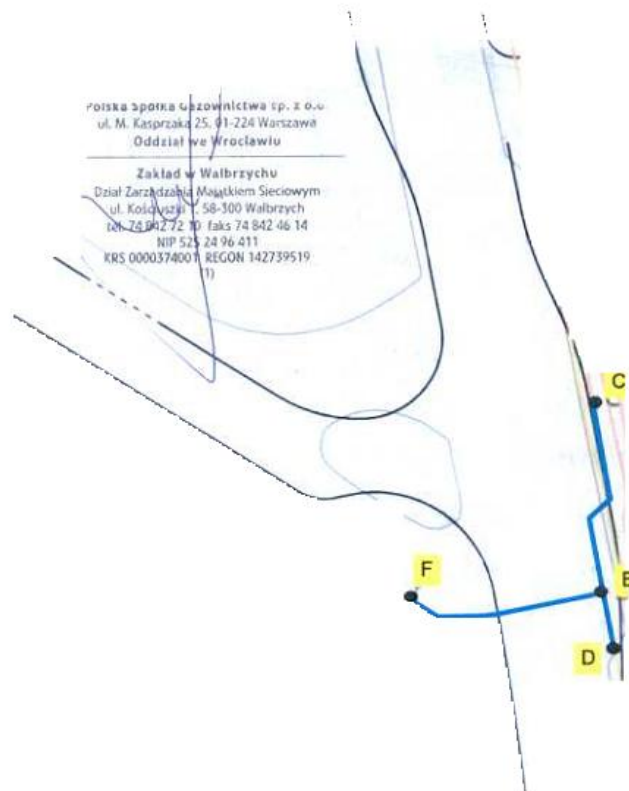 Polska Spółka Gazownictwa sp. z o.o
ul. M. Kasprzaka 25, 01-224 Warszawa
Oddział we Wrocławiu
Zakład w Wałbrzychu
Dział Zarządzania Majątkiem Sieciowym
ul. Kościuszki 58-300 Wałbrzych
tel. 74 842 72 10 faks 74 842 46 14
NIP 525 24 96 411
KRS 0000374001 REGON 142739519
(1)
C
F
E
D